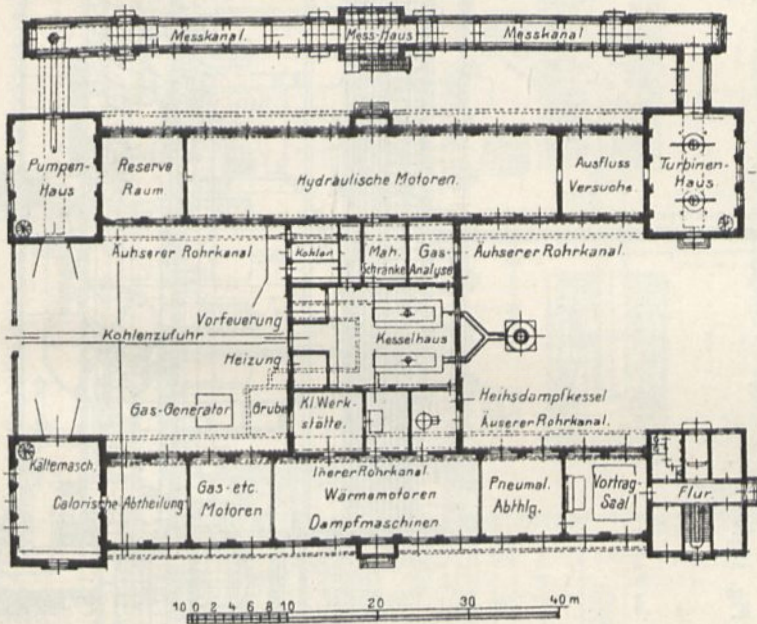 Messkanal.
Mess-Haus
Messkanal
Pumpen-
Haus
Reserve
Raum.
Hydraulische Motoren.
Ausfluss
Versuche.
Turbinen-
Haus
Äuhserer Rohrkanal
Kohlen
Mah.
Schränke
Gas-
Analyse
Äuhserer Rohrkanal.
Vorfeuerung
Kohlenzufuhr
Kesselhaus
Heizung
Gas-Generator
Grube
Kl. Werk-
stätte.
Heihsdampfkessel
Äuserer Rohrkanal.
Kältemasch.
Calorische Abtheilung
Gas-etc.
Motoren
Iherer Rohrkanal.
Wärmemotoren
Dampfmaschinen
Pneumat.
Abthlg.
Vortrag-
Saal
Flur.
10 0 2 4 6 8 10 20 30 40 m